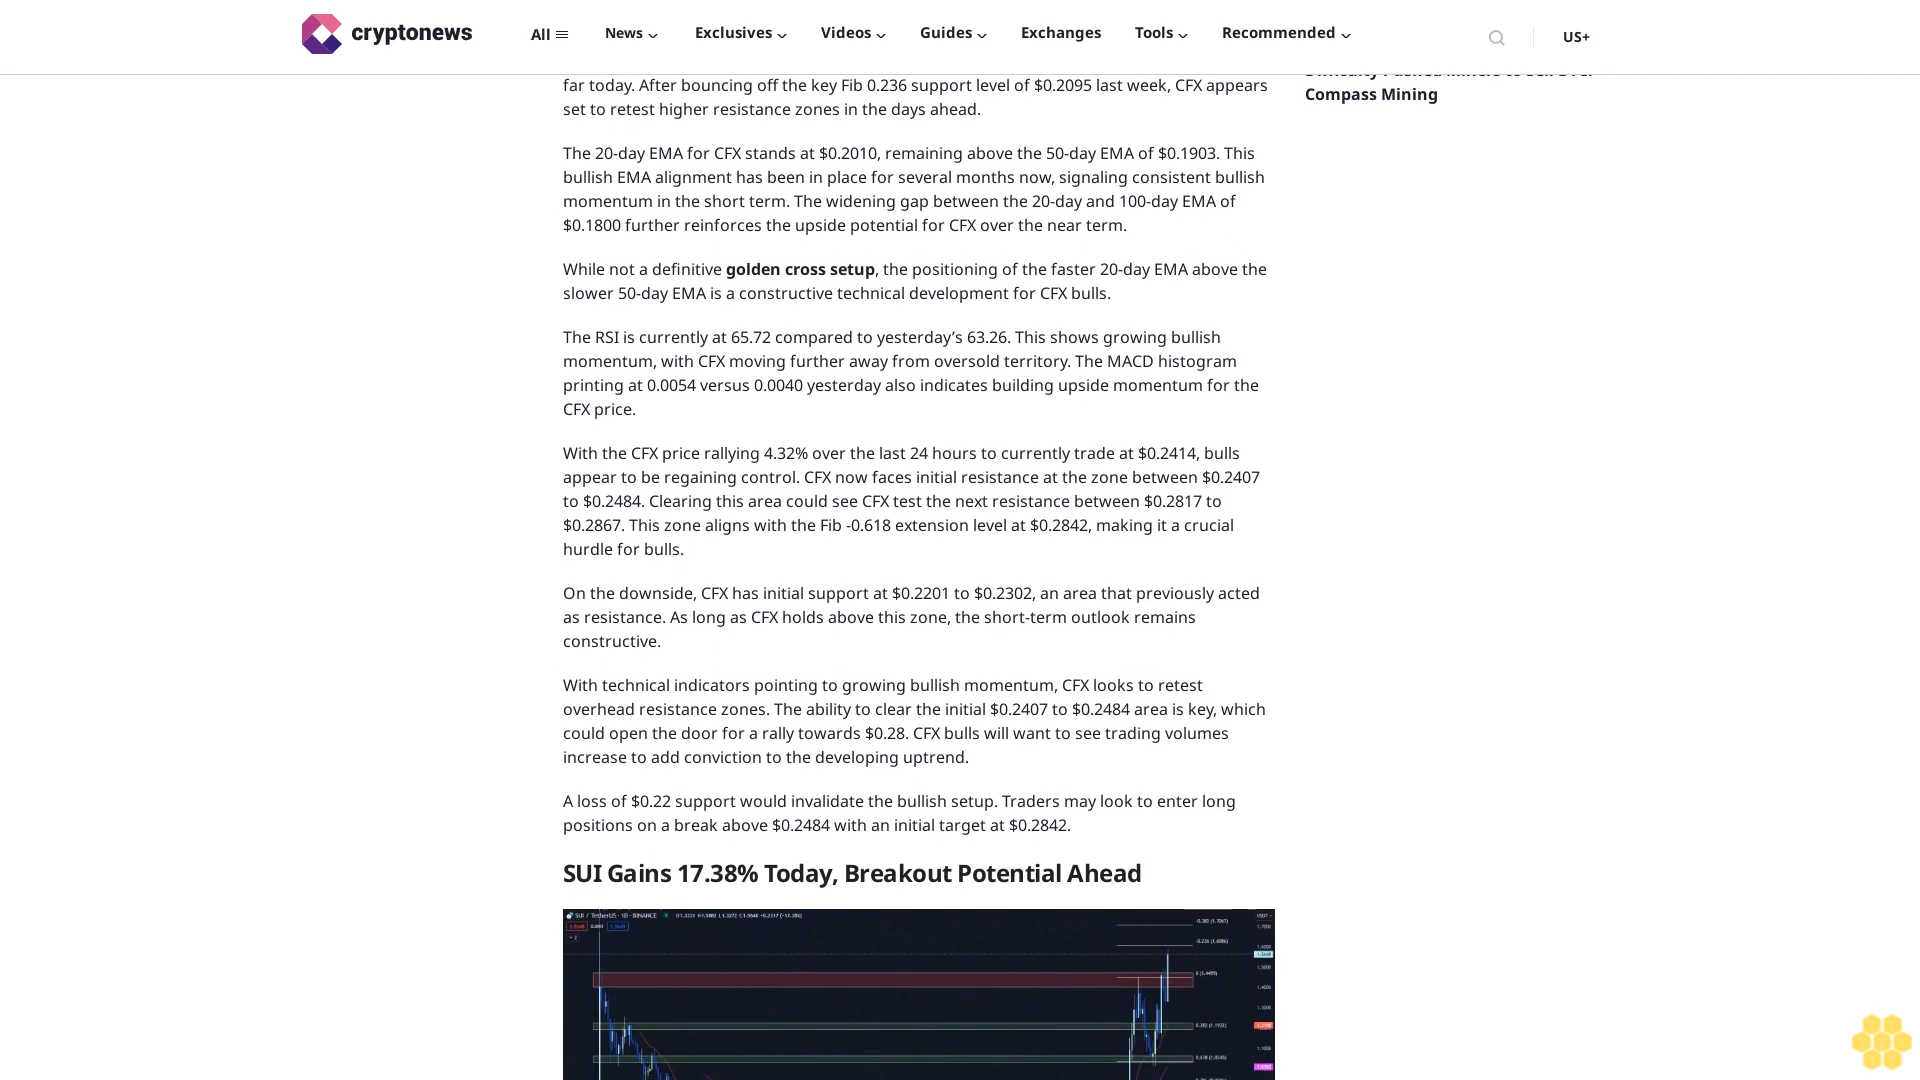 cryptonews
All
News
Exclusives
Videos
Guides
Exchanges
Tools
Recommended
US+
Compass Mining
far today. After bouncing off the key Fib 0.236 support level of $0.2095 last week, CFX appears
set to retest higher resistance zones in the days ahead.
The 20-day EMA for CFX stands at $0.2010, remaining above the 50-day EMA of $0.1903. This
bullish EMA alignment has been in place for several months now, signaling consistent bullish
momentum in the short term. The widening gap between the 20-day and 100-day EMA of
$0.1800 further reinforces the upside potential for CFX over the near term.
While not a definitive golden cross setup, the positioning of the faster 20-day EMA above the
slower 50-day EMA is a constructive technical development for CFX bulls.
The RSI is currently at 65.72 compared to yesterday’s 63.26. This shows growing bullish
momentum, with CFX moving further away from oversold territory. The MACD histogram
printing at 0.0054 versus 0.0040 yesterday also indicates building upside momentum for the
CFX price.
With the CFX price rallying 4.32% over the last 24 hours to currently trade at $0.2414, bulls
appear to be regaining control. CFX now faces initial resistance at the zone between $0.2407
to $0.2484. Clearing this area could see CFX test the next resistance between $0.2817 to
$0.2867. This zone aligns with the Fib -0.618 extension level at $0.2842, making it a crucial
hurdle for bulls.
On the downside, CFX has initial support at $0.2201 to $0.2302, an area that previously acted
as resistance. As long as CFX holds above this zone, the short-term outlook remains
constructive.
With technical indicators pointing to growing bullish momentum, CFX looks to retest
overhead resistance zones. The ability to clear the initial $0.2407 to $0.2484 area is key, which
could open the door for a rally towards $0.28. CFX bulls will want to see trading volumes
increase to add conviction to the developing uptrend.
A loss of $0.22 support would invalidate the bullish setup. Traders may look to enter long
positions on a break above $0.2484 with an initial target at $0.2842.
SUI Gains 17.38% Today, Breakout Potential Ahead
SUI / TetherUS · 1D · BINANCE